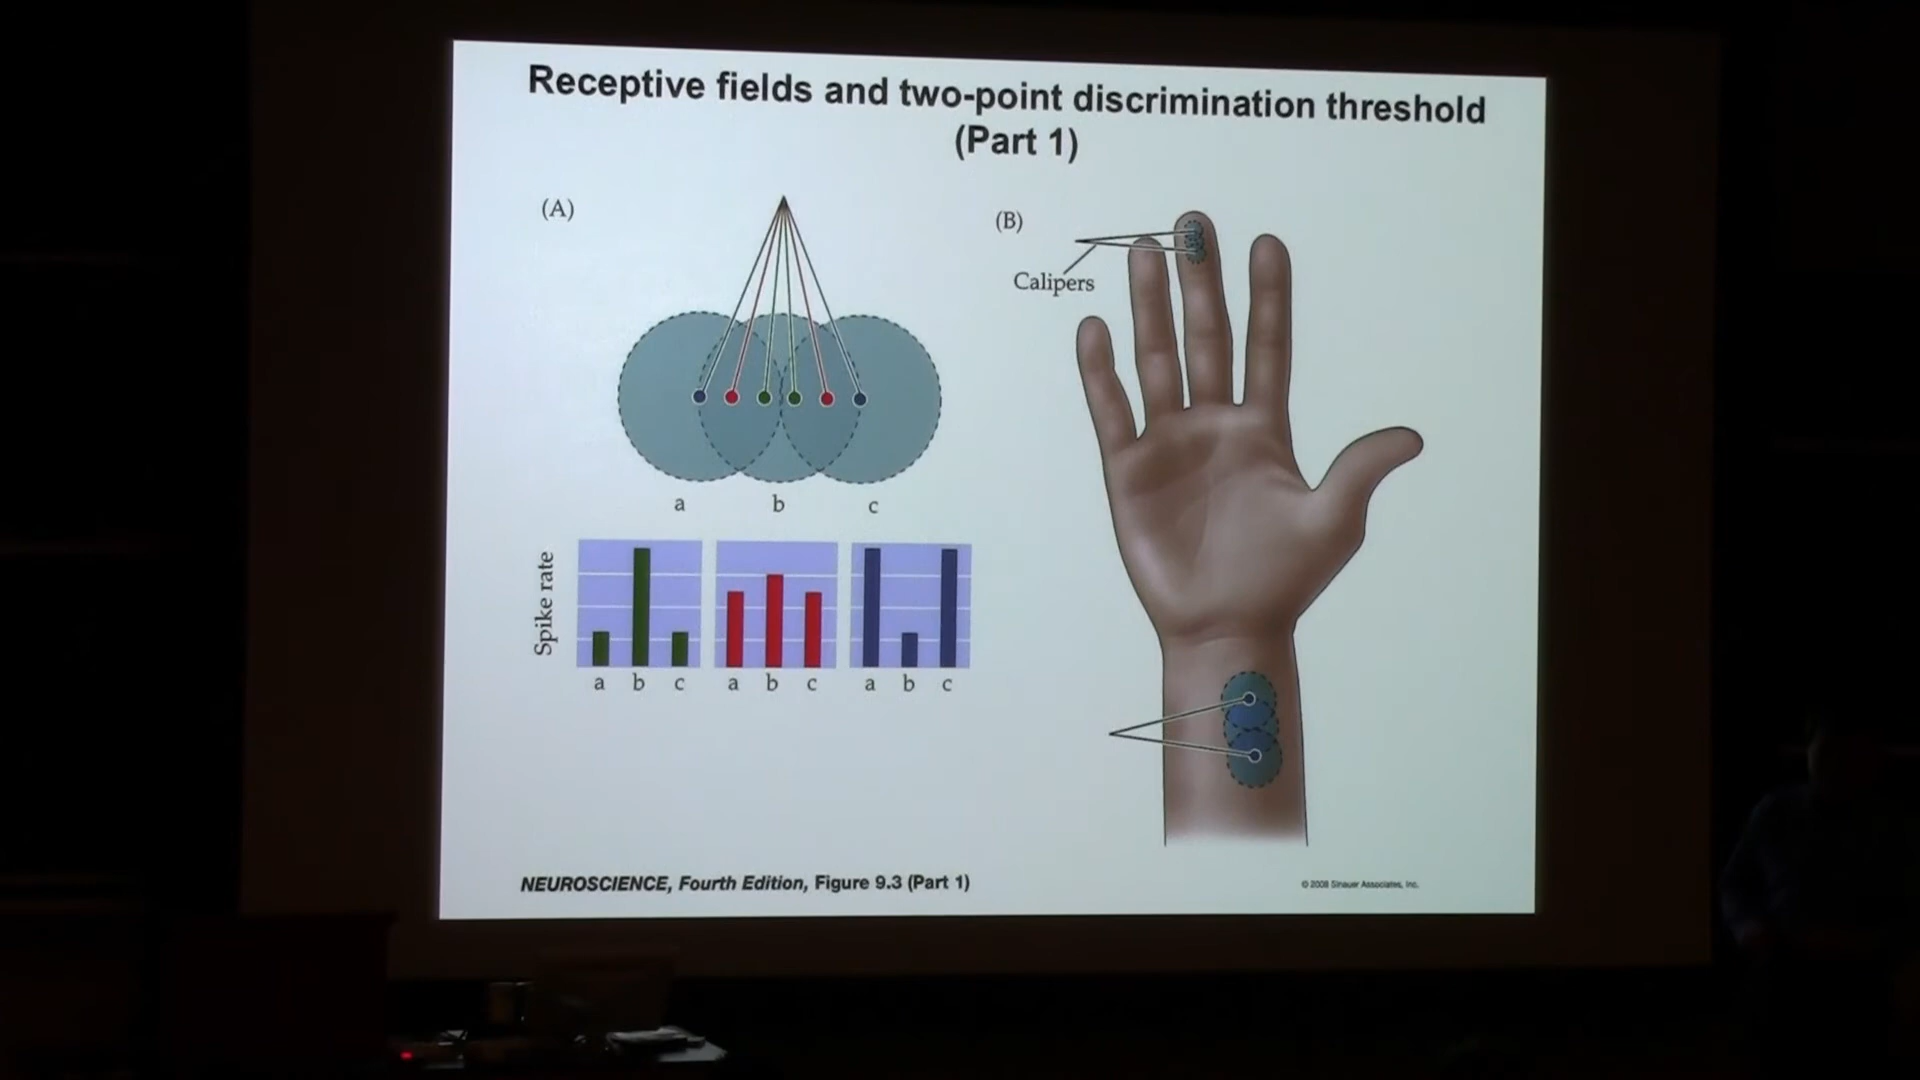 Receptive fields and two-point discrimination threshold
(Part 1)
(A)
a b c
Spike rate
a b c a b c a b c
(B)
Calipers
NEUROSCIENCE, Fourth Edition, Figure 9.3 (Part 1)
© 2008 Sinauer Associates, Inc.